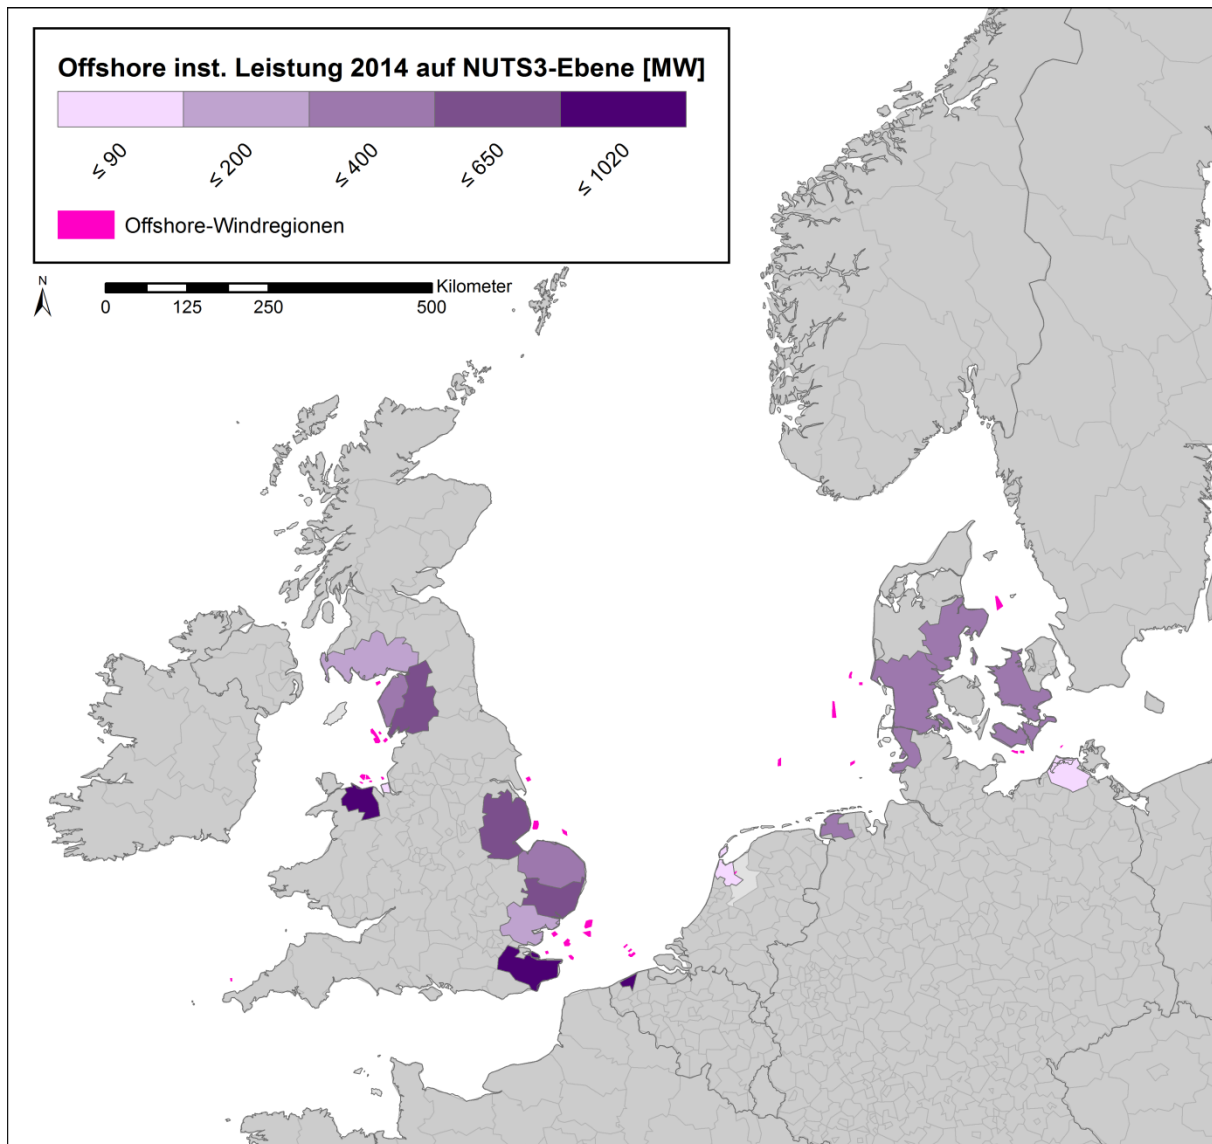 Offshore inst. Leistung 2014 auf NUTS3-Ebene [MW]
≤ 90
≤ 200
≤ 400
≤ 650
≤ 1020
Offshore-Windregionen
N
Kilometer
0 125 250 500